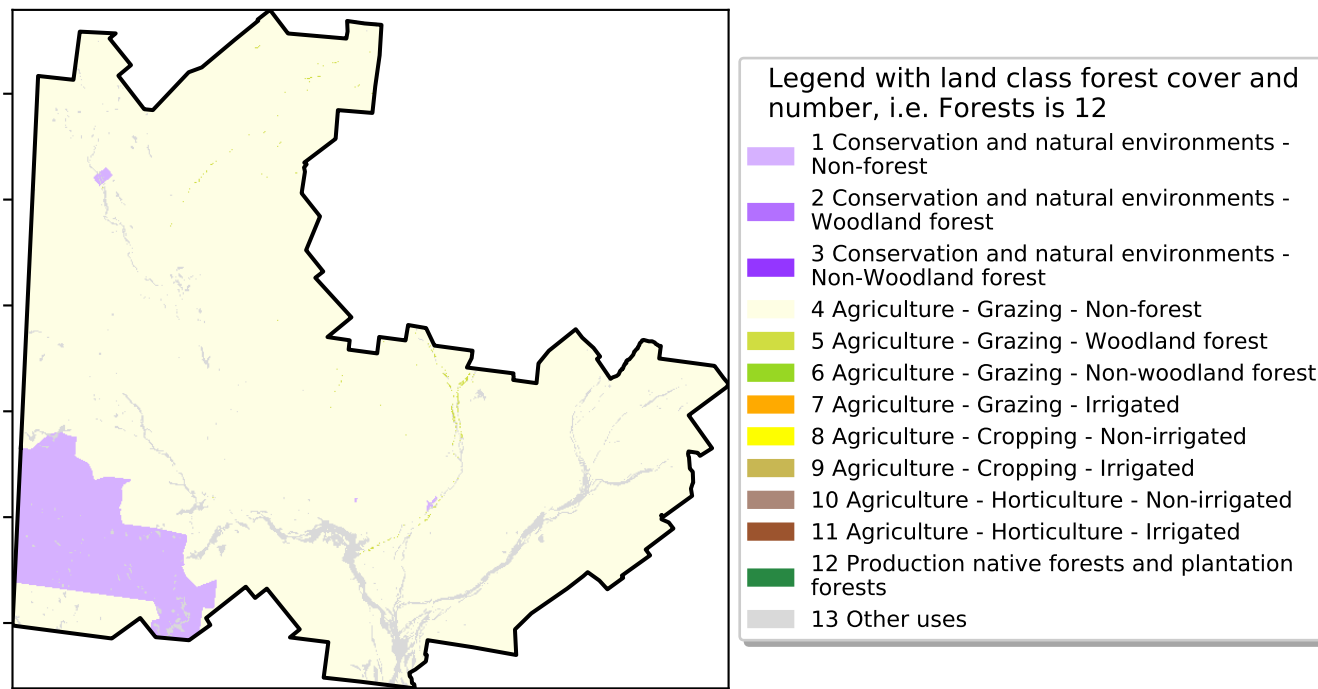 Legend with land class forest cover and
number, i.e. Forests is 12
1 Conservation and natural environments -
Non-forest
2 Conservation and natural environments -
Woodland forest
3 Conservation and natural environments -
Non-Woodland forest
4 Agriculture - Grazing - Non-forest
5 Agriculture - Grazing - Woodland forest
6 Agriculture - Grazing - Non-woodland forest
7 Agriculture - Grazing - Irrigated
8 Agriculture - Cropping - Non-irrigated
9 Agriculture - Cropping - Irrigated
10 Agriculture - Horticulture - Non-irrigated
11 Agriculture - Horticulture - Irrigated
12 Production native forests and plantation
forests
13 Other uses